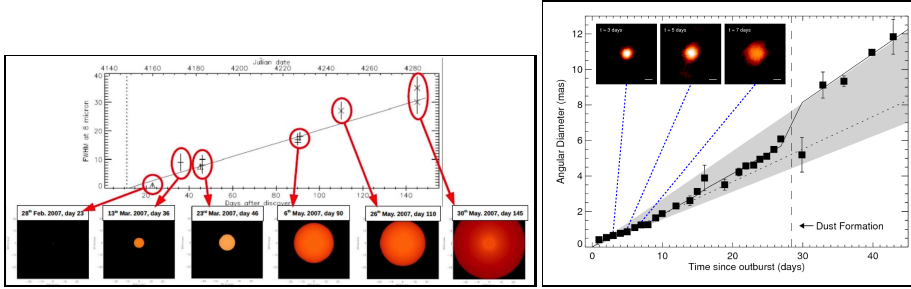 Julian date
4140 4160 4180 4200 4220 4240 4260 4280
FWHM at 8 micron
40
30
20
10
0
20 40 60 80 100 120 140
Days after discovery
28th Feb. 2007, day 23
13th Mar. 2007, day 36
23rd Mar. 2007, day 46
6th May. 2007, day 90
26th May. 2007, day 110
30th May. 2007, day 145
Angular Diameter (mas)
12
10
8
6
4
2
0
t = 3 days
t = 5 days
t = 7 days
Dust Formation
0 10 20 30 40
Time since outburst (days)